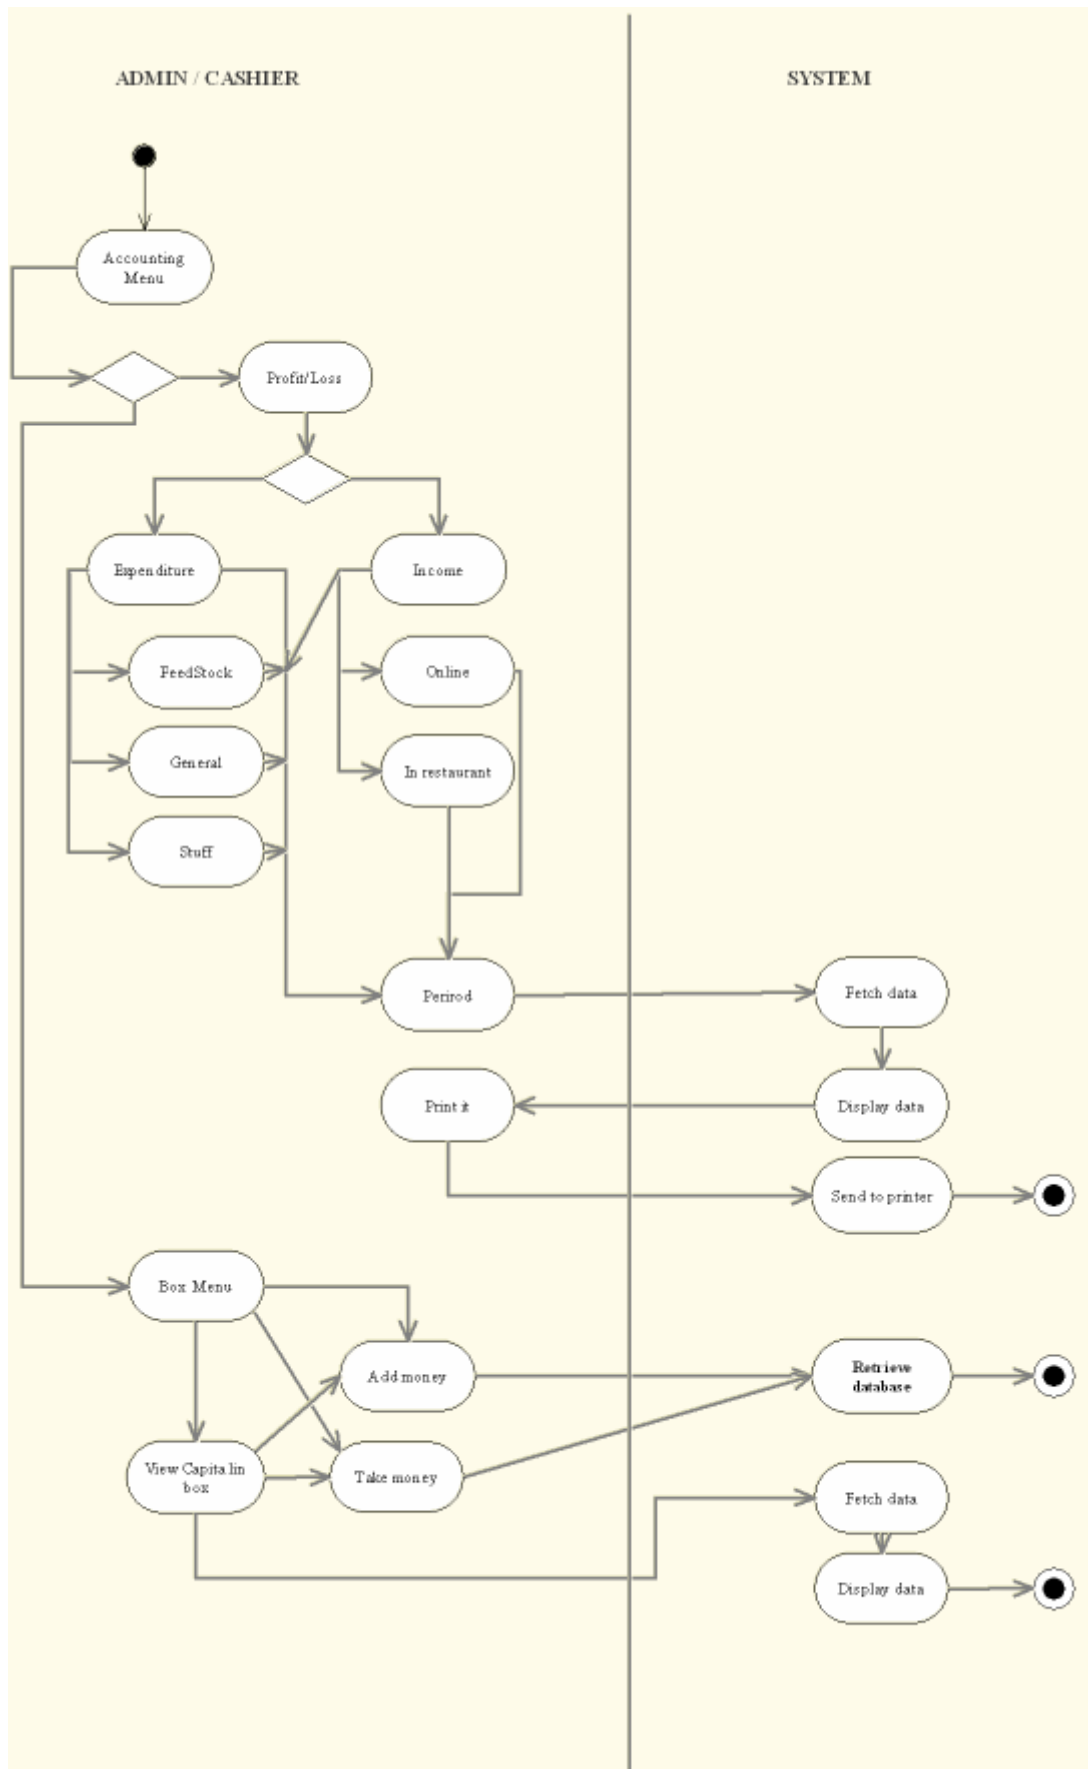 ADMIN / CASHIER
SYSTEM
Accounting
Menu
Profit/Loss
Expenditure
Income
FeedStock
Online
General
In restaurant
Stuff
Perirod
Fetch data
Print it
Display data
Send to printer
Box Menu
Add money
Retrieve
database
View Capita lin
box
Take money
Fetch data
Display data